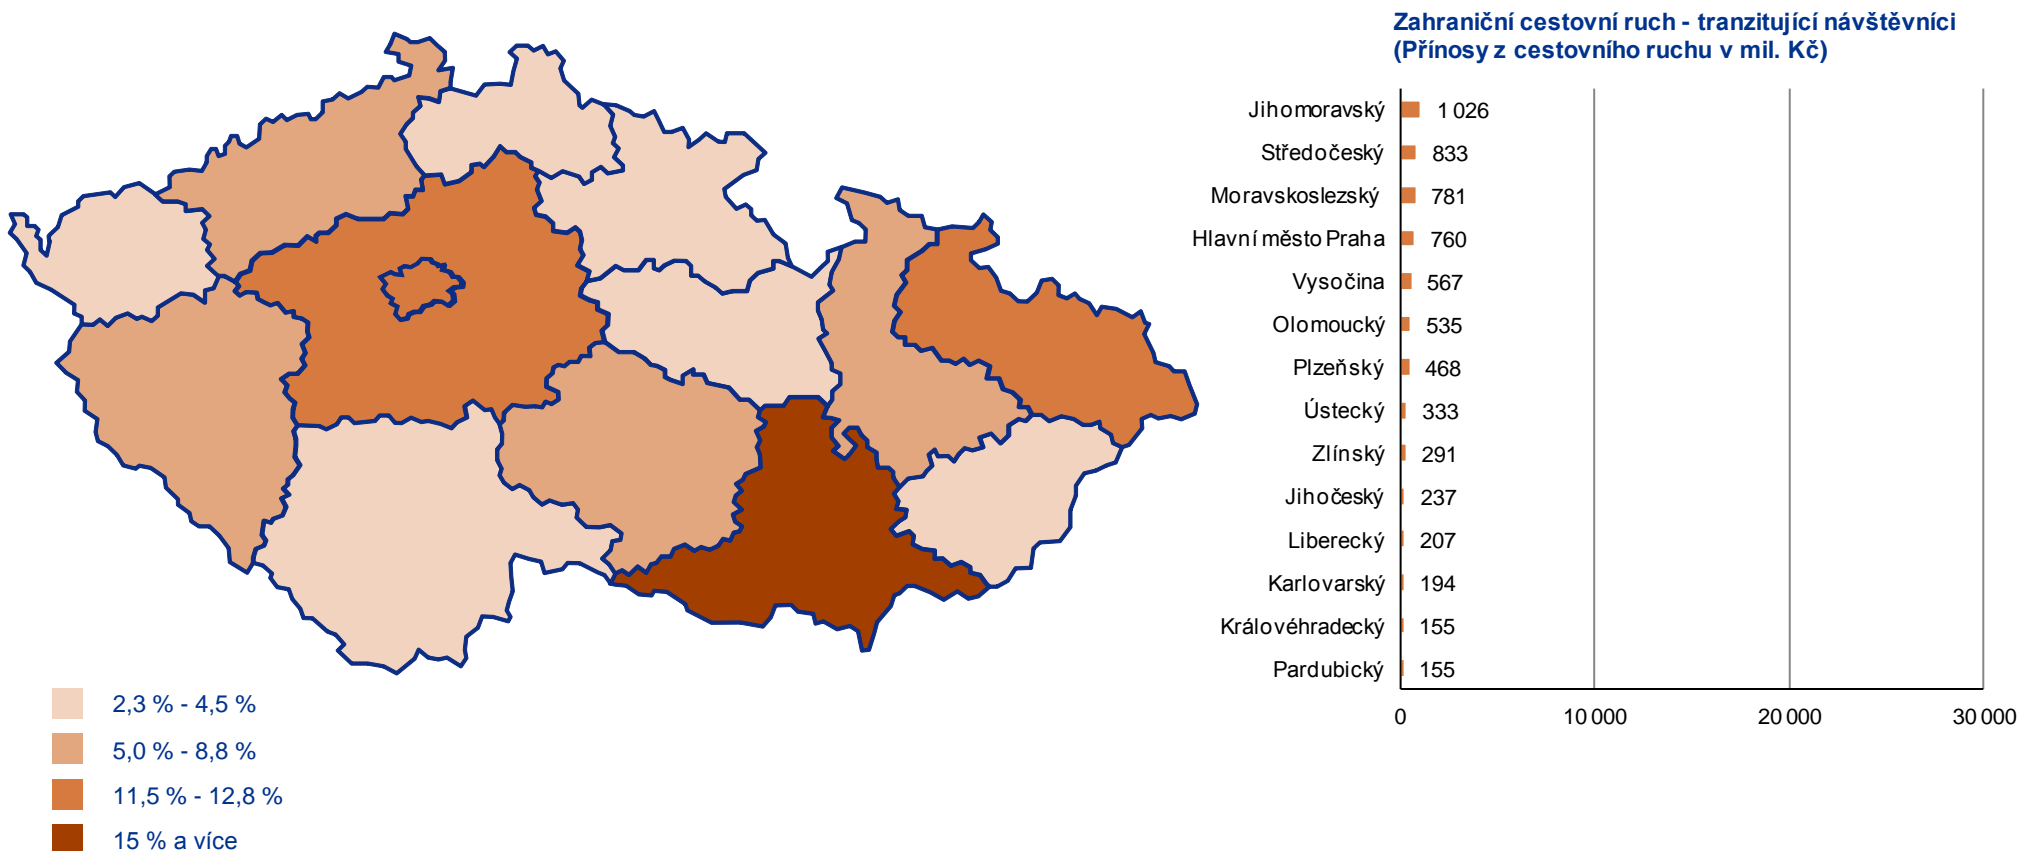 Zahraniční cestovní ruch - tranzitující návštěvníci
(Přínosy z cestovního ruchu v mil. Kč)
Jihomoravský 1 026
Středočeský 833
Moravskoslezský 781
Hlavní město Praha 760
Vysočina 567
Olomoucký 535
Plzeňský 468
Ústecký 333
Zlínský 291
Jihočeský 237
Liberecký 207
Karlovarský 194
Královéhradecký 155
Pardubický 155
0 10 000 20 000 30 000
2,3 % - 4,5 %
5,0 % - 8,8 %
11,5 % - 12,8 %
15 % a více